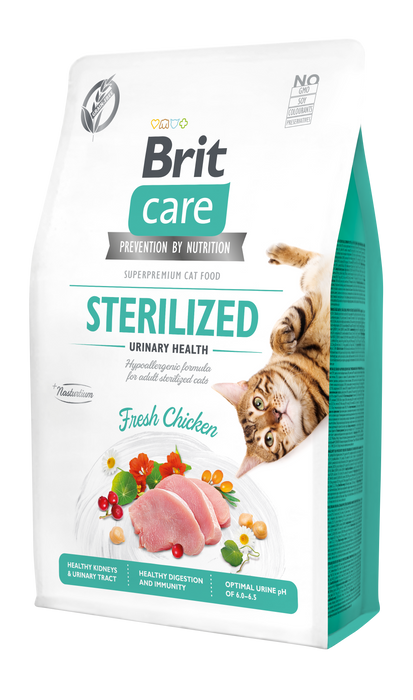 NO
GMO
SOY
COLOURANTS
PRESERVATIVES
Brit
care
PREVENTION BY NUTRITION
SUPERPREMIUM CAT FOOD
STERILIZED
URINARY HEALTH
Hypoallergenic formula
for adult sterilized cats
+Nasturtium
Fresh Chicken
HEALTHY KIDNEYS
& URINARY TRACT
HEALTHY DIGESTION
AND IMMUNITY
OPTIMAL URINE pH
OF 6.0–6.5